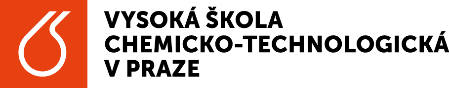 VYSOKÁ ŠKOLA
CHEMICKO-TECHNOLOGICKÁ
V PRAZE